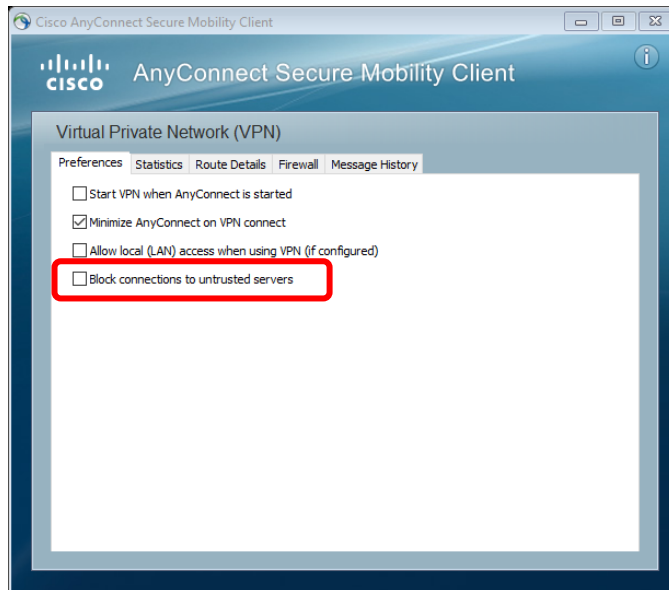 Cisco AnyConnect Secure Mobility Client
CISCO AnyConnect Secure Mobility Client
Virtual Private Network (VPN)
Preferences Statistics Route Details Firewall Message History
Start VPN when AnyConnect is started
Minimize AnyConnect on VPN connect
Allow local (LAN) access when using VPN (if configured)
Block connections to untrusted servers